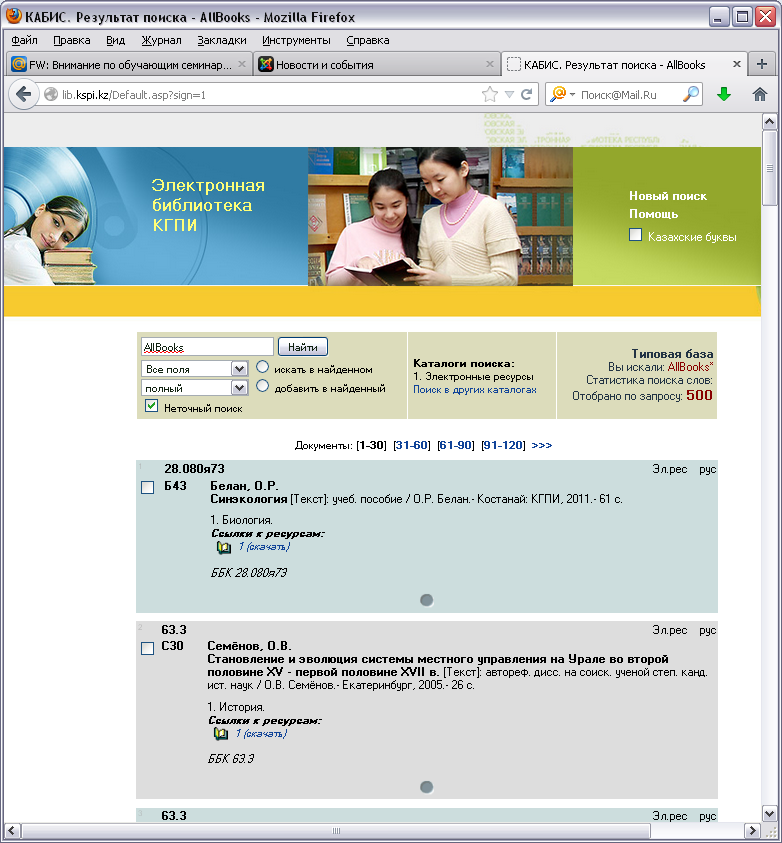 КАБИС. Результат поиска - AllBooks - Mozilla Firefox
Файл Правка Вид Журнал Закладки Инструменты Справка
FW: Внимание по обучающим семинар... Новости и события КАБИС. Результат поиска - AllBooks
lib.kspi.kz/Default.asp?sign=1 Поиск@Mail.Ru
Электронная
библиотека
КГПИ
Новый поиск
Помощь
Казахские буквы
AllBooks Найти
Все поля искать в найденном
полный добавить в найденный
Неточный поиск
Каталоги поиска:
1. Электронные ресурсы
Поиск в других каталогах
Типовая база
Вы искали: AllBooks*
Статистика поиска слов:
Отобрано по запросу: 500
Документы: [1-30] [31-60] [61-90] [91-120] >>>
1 28.080я73 Эл.рес рус
Б43 Белан, О.Р.
Синэкология [Текст]: учеб. пособие / О.Р. Белан.- Костанай: КГПИ, 2011.- 61 с.
1. Биология.
Ссылки к ресурсам:
1 (скачать)
ББК 28.080я73
2 63.3 Эл.рес рус
С30 Семёнов, О.В.
Становление и эволюция системы местного управления на Урале во второй
половине XV - первой половине XVII в. [Текст]: автореф. дисс. на соиск. ученой степ. канд.
ист. наук / О.В. Семёнов.- Екатеринбург, 2005.- 26 с.
1. История.
Ссылки к ресурсам:
1 (скачать)
ББК 63.3
3 63.3 Эл.рес рус